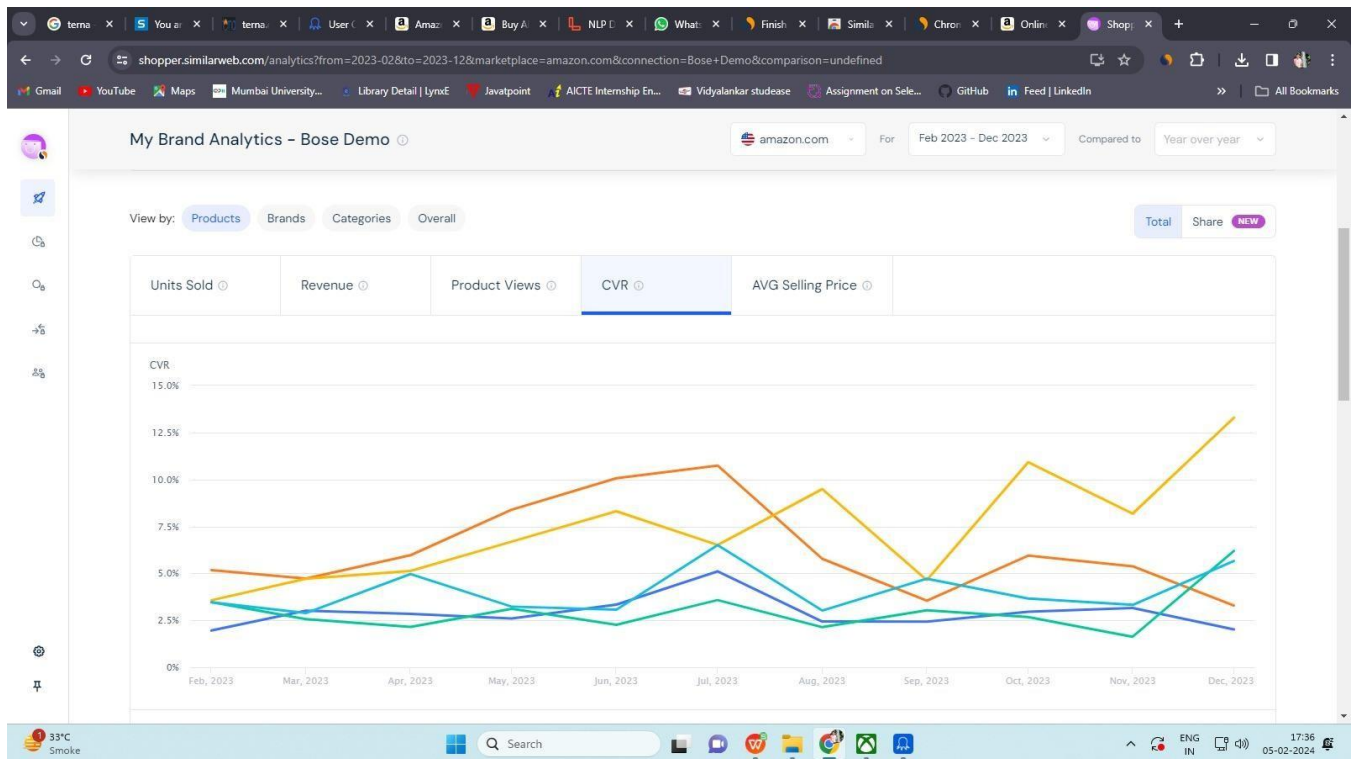 terna
You ar
terna
User (
Amaz
Buy A
NLP D
What
Finish
Simila
Chron
Onlin
Shop
shopper.similarweb.com/analytics?from=2023-02&to=2023-12&marketplace=amazon.com&connection=Bose+Demo&comparison=undefined
Gmail
YouTube
Maps
Mumbai University...
Library Detail | LynxE
Javatpoint
AICTE Internship En...
Vidyalankar studease
Assignment on Sele...
GitHub
Feed | LinkedIn
All Bookmarks
My Brand Analytics - Bose Demo
amazon.com
For
Feb 2023 - Dec 2023
Compared to
Year over year
View by:
Products
Brands
Categories
Overall
Total
Share
NEW
Units Sold
Revenue
Product Views
CVR
AVG Selling Price
CVR
15.0%
12.5%
10.0%
7.5%
5.0%
2.5%
0%
Feb, 2023
Mar, 2023
Apr, 2023
May, 2023
Jun, 2023
Jul, 2023
Aug, 2023
Sep, 2023
Oct, 2023
Nov, 2023
Dec, 2023
1
33°C
Smoke
Search
ENG
IN
17:36
05-02-2024